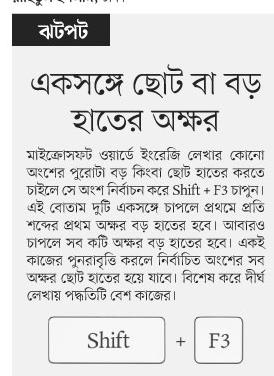 ঝটপট
একসঙ্গে ছোট বা বড়
হাতের অক্ষর
মাইক্রোসফট ওয়ার্ডে ইংরেজি লেখার কোনো
অংশের পুরোটা বড় কিংবা ছোট হাতের করতে
চাইলে সে অংশ নির্বাচন করে Shift + F3 চাপুন।
এই বোতাম দুটি একসঙ্গে চাপলে প্রথমে প্রতি
শব্দের প্রথম অক্ষর বড় হাতের হবে। আবারও
চাপলে সব কটি অক্ষর বড় হাতের হবে। একই
কাজের পুনরাবৃত্তি করলে নির্বাচিত অংশের সব
অক্ষর ছোট হাতের হয়ে যাবে। বিশেষ করে দীর্ঘ
লেখায় পদ্ধতিটি বেশ কাজের।
Shift + F3